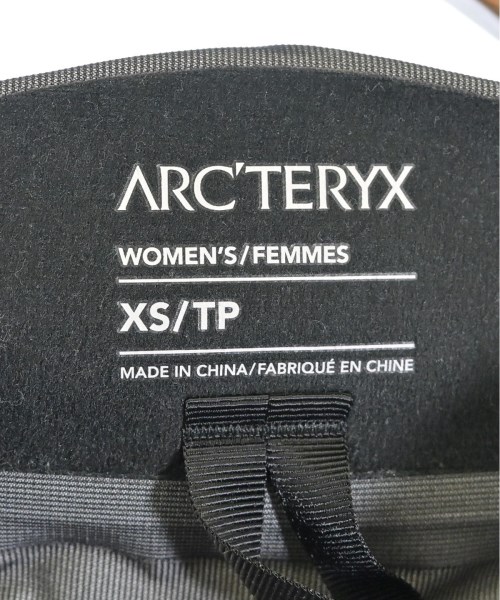 ARC'TERYX
WOMEN'S/FEMMES
XS/TP
MADE IN CHINA/FABRIQUÉ EN CHINE